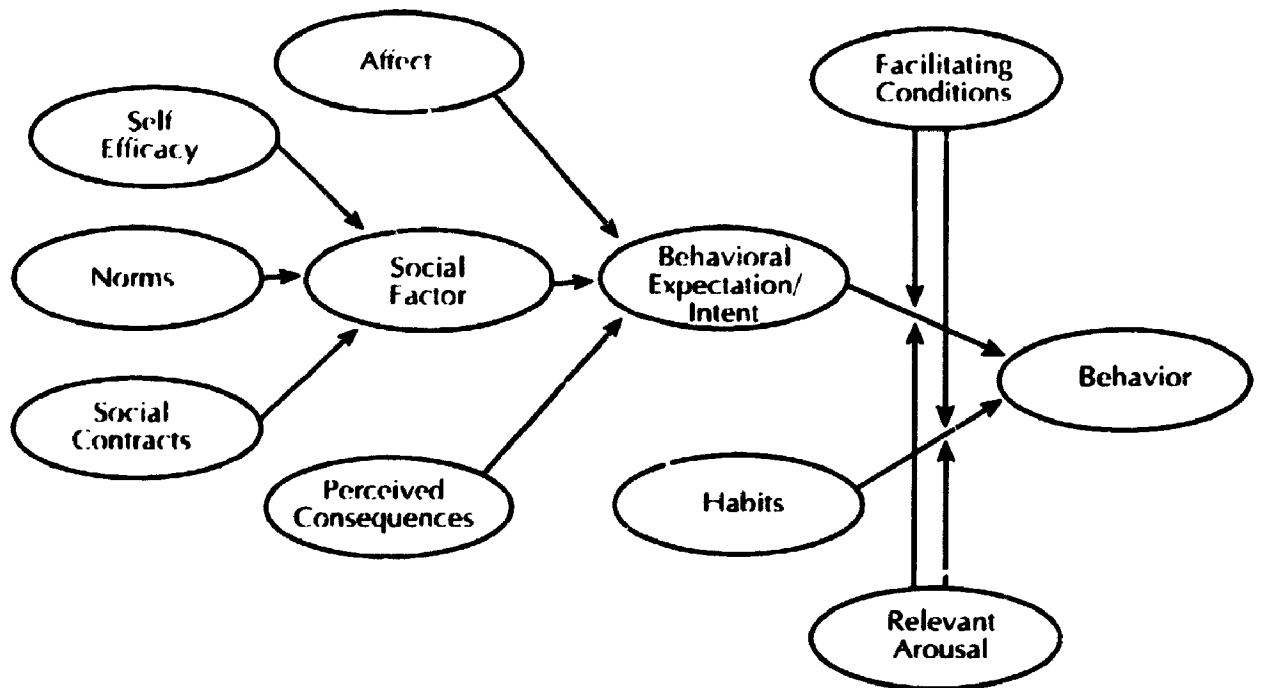 Affect
Facilitating
Conditions
Self
Efficacy
Norms
Social
Factor
Behavioral
Expectation/
Intent
Behavior
Social
Contracts
Perceived
Consequences
Habits
Relevant
Arousal